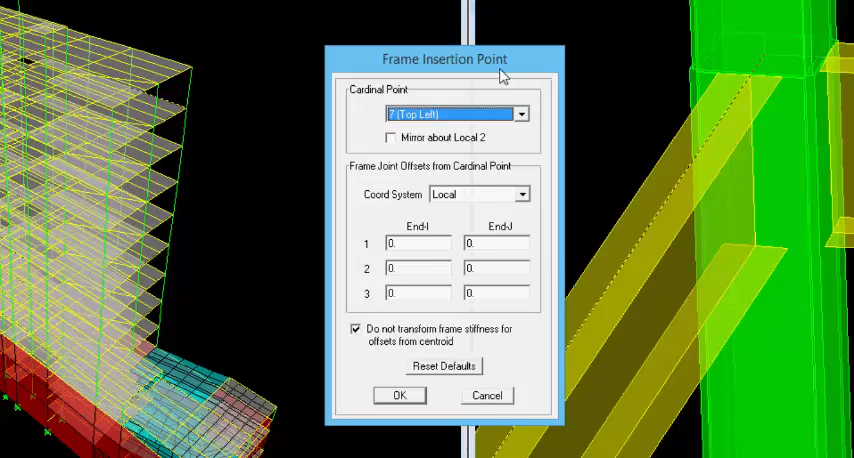 Frame Insertion Point
Cardinal Point
7 (Top Left)
Mirror about Local 2
Frame Joint Offsets from Cardinal Point
Coord System Local
End-I End-J
1 0. 0.
2 0. 0.
3 0. 0.
Do not transform frame stiffness for
offsets from centroid
Reset Defaults
OK Cancel